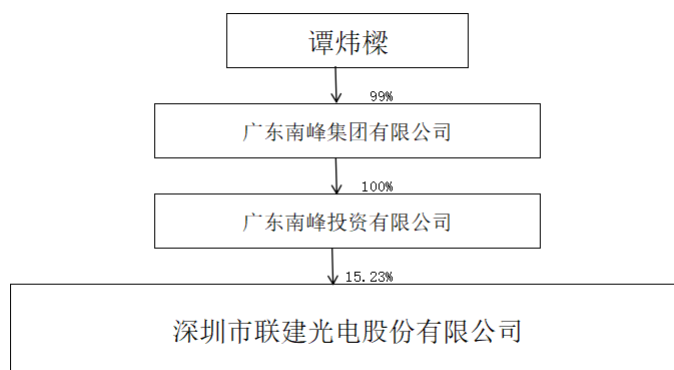 谭炜樑
99%
广东南峰集团有限公司
100%
广东南峰投资有限公司
15.23%
深圳市联建光电股份有限公司